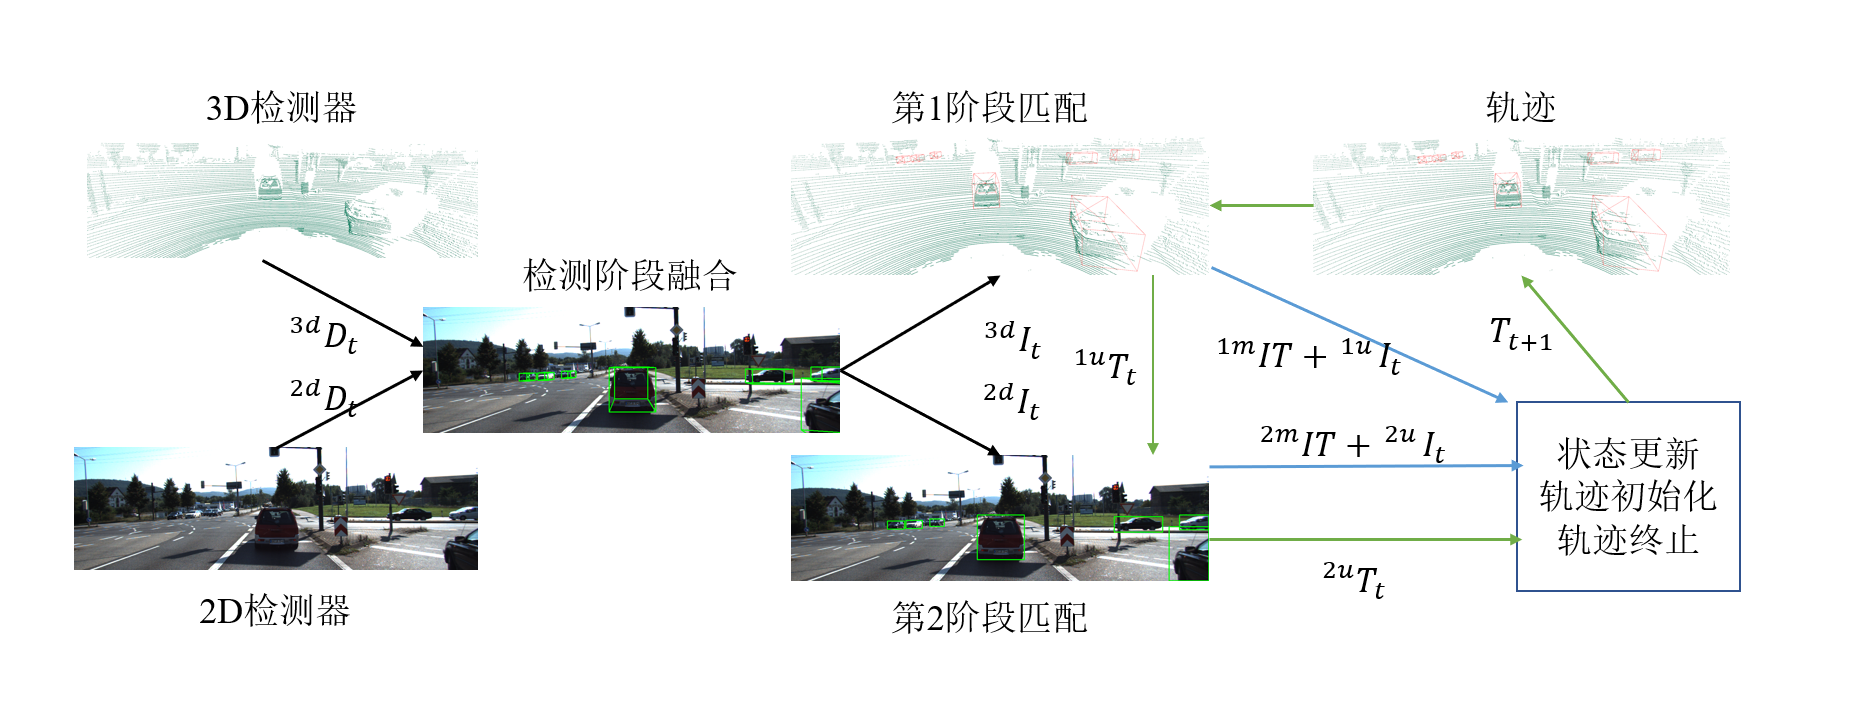 3D检测器
第1阶段匹配
轨迹
检测阶段融合
³ᵈDₜ
²ᵈDₜ
³ᵈIₜ
²ᵈIₜ
¹ᵘTₜ
¹ᵐIT + ¹ᵘIₜ
Tₜ₊₁
²ᵐIT + ²ᵘIₜ
状态更新
轨迹初始化
轨迹终止
²ᵘTₜ
2D检测器
第2阶段匹配